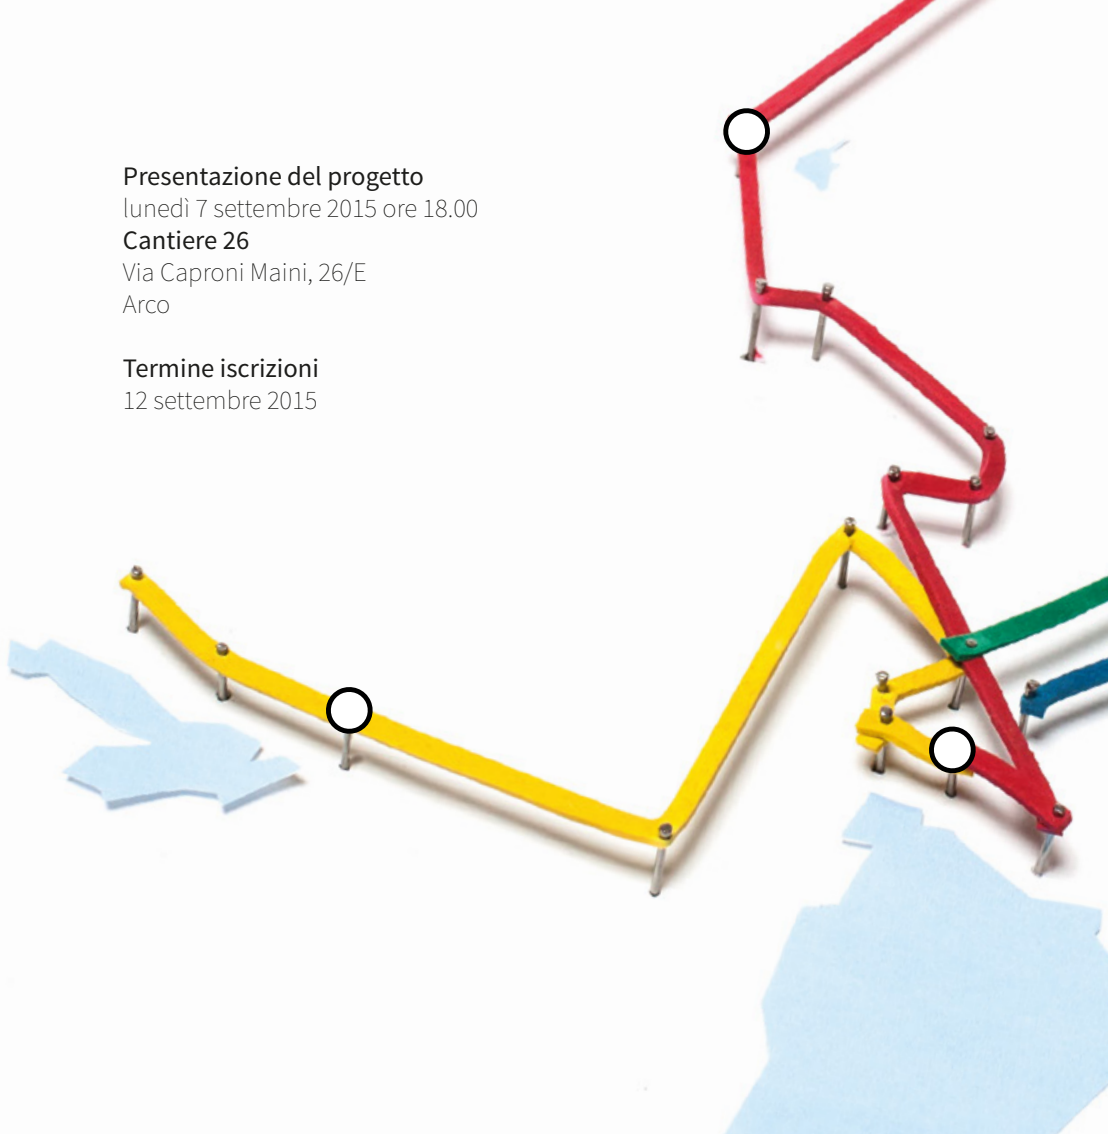 Presentazione del progetto
lunedì 7 settembre 2015 ore 18.00
Cantiere 26
Via Caproni Maini, 26/E
Arco
Termine iscrizioni
12 settembre 2015